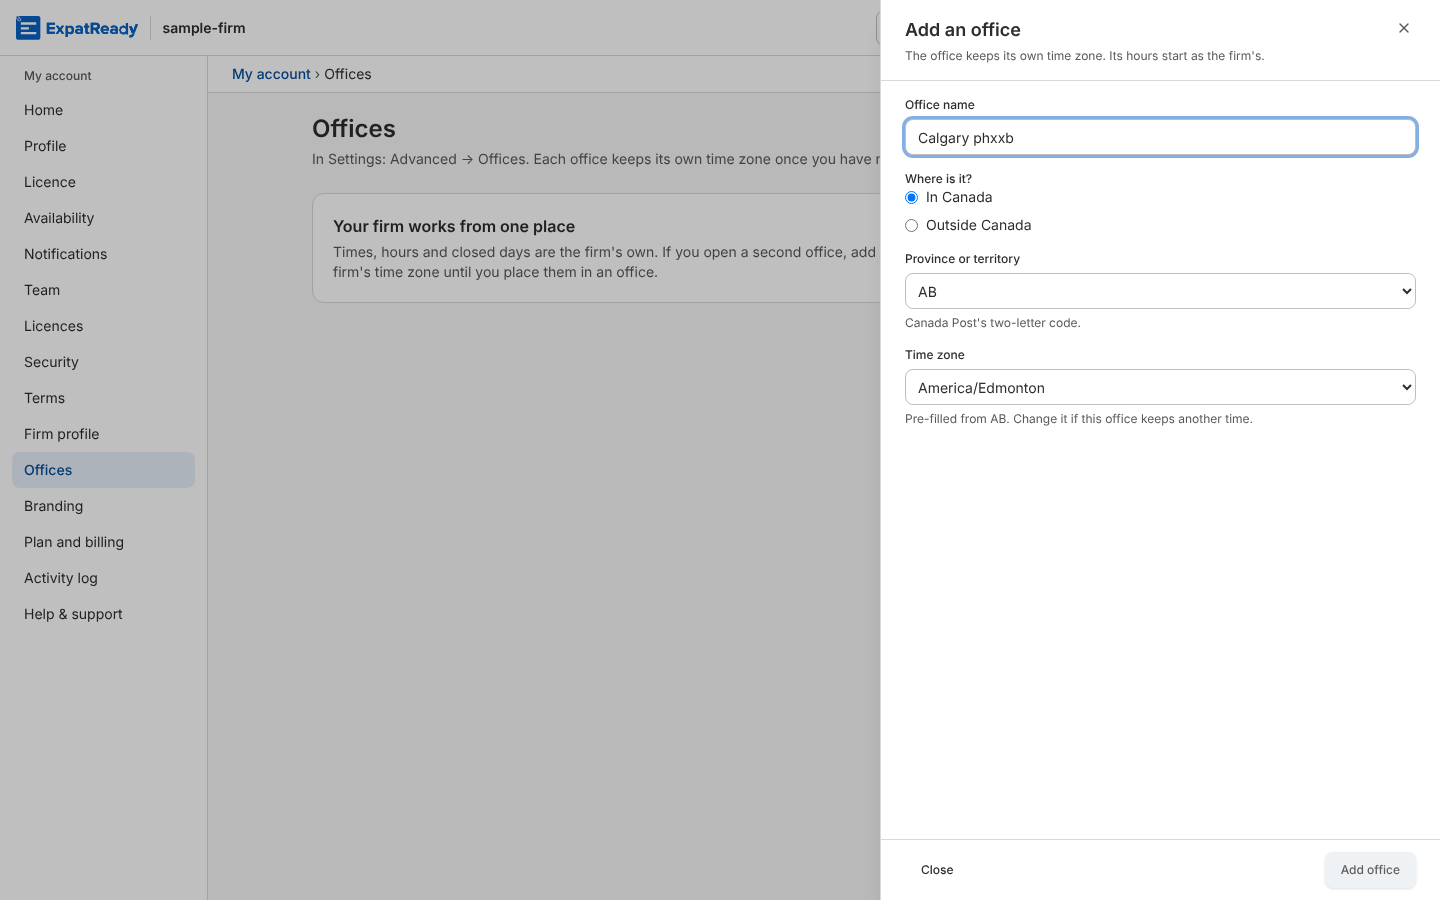 ExpatReady
sample-firm
My account
Home
Profile
Licence
Availability
Notifications
Team
Licences
Security
Terms
Firm profile
Offices
Branding
Plan and billing
Activity log
Help & support
My account › Offices
Offices
In Settings: Advanced → Offices. Each office keeps its own time zone once you have
Your firm works from one place
Times, hours and closed days are the firm's own. If you open a second office, add
firm's time zone until you place them in an office.
Add an office
The office keeps its own time zone. Its hours start as the firm's.
Office name
Calgary phxxb
Where is it?
In Canada
Outside Canada
Province or territory
AB
Canada Post's two-letter code.
Time zone
America/Edmonton
Pre-filled from AB. Change it if this office keeps another time.
Close
Add office